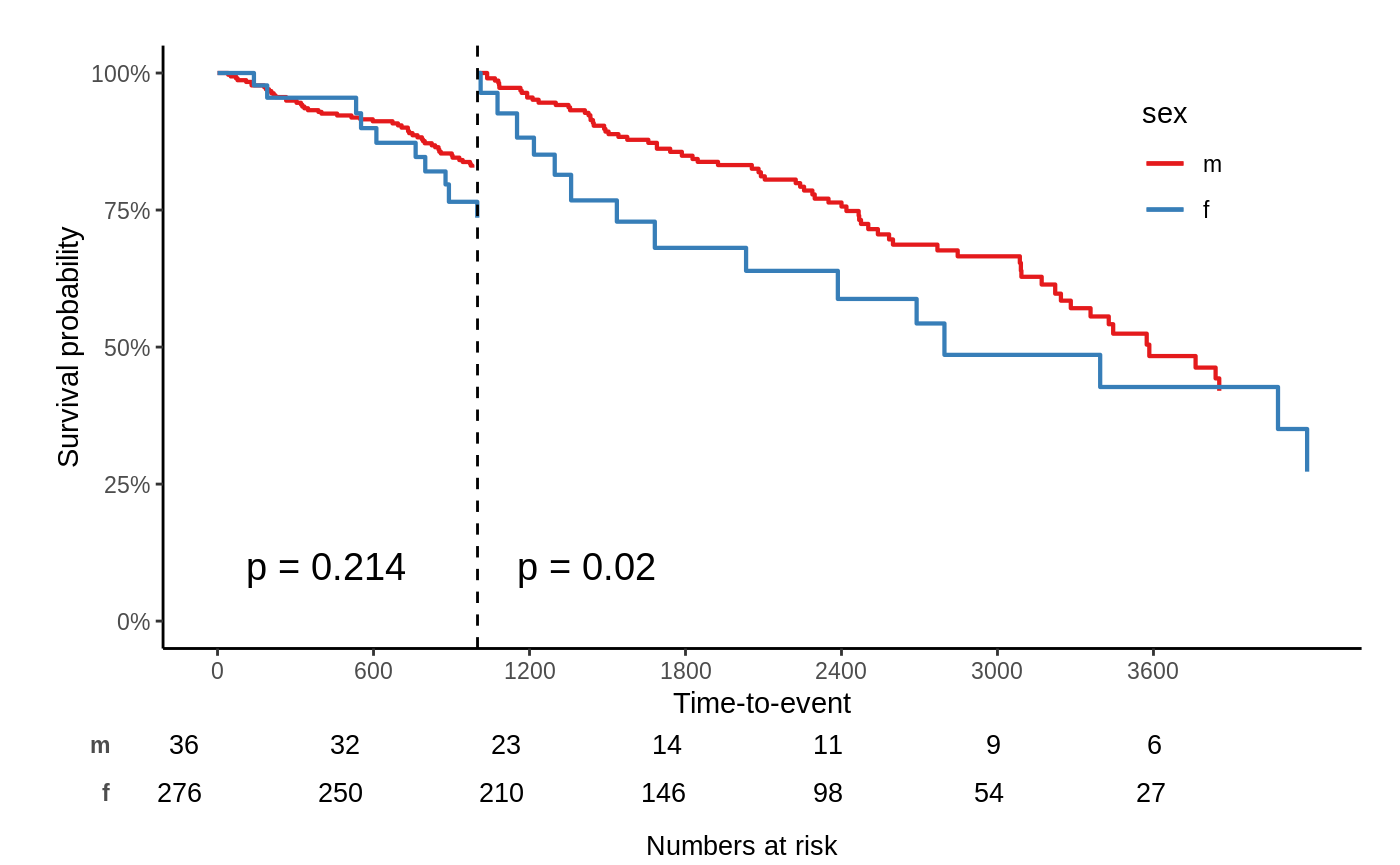 100%
75%
50%
25%
0%
Survival probability
sex
m
f
p = 0.214
p = 0.02
0 600 1200 1800 2400 3000 3600
Time-to-event
m 36 32 23 14 11 9 6
f 276 250 210 146 98 54 27
Numbers at risk